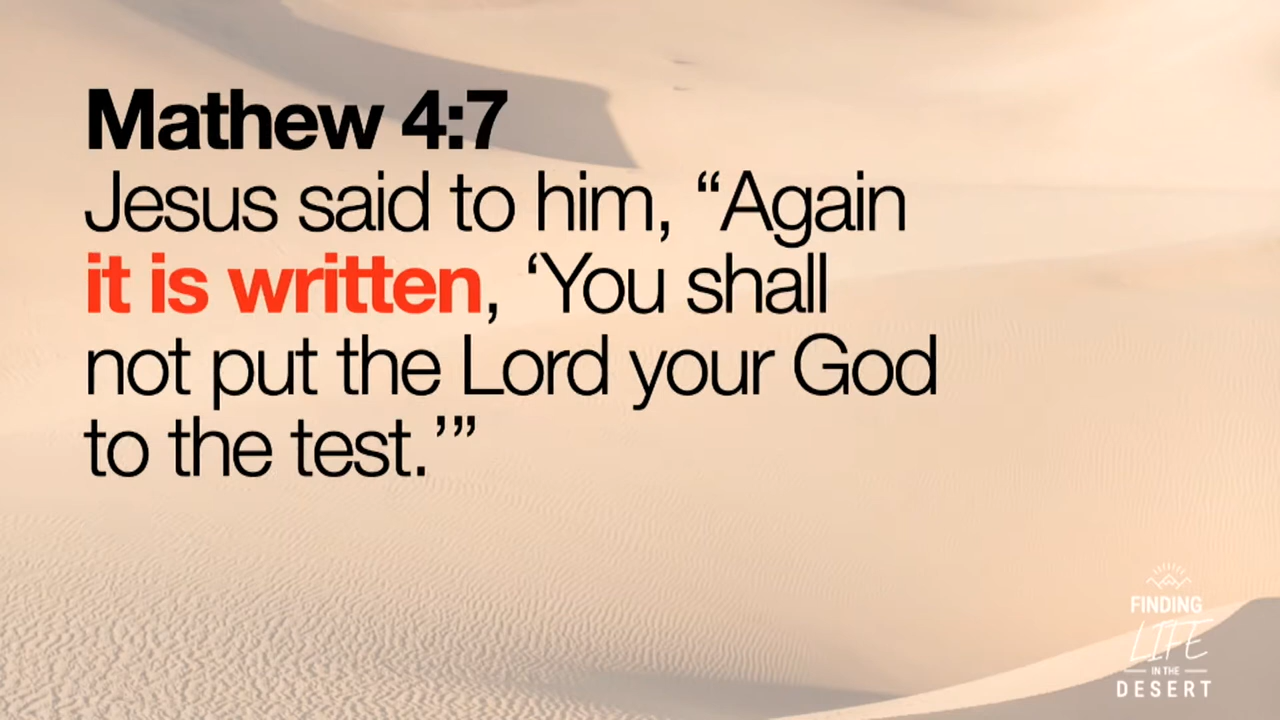 Mathew 4:7
Jesus said to him, “Again
it is written, ‘You shall
not put the Lord your God
to the test.’”
FINDING
LIFE
IN THE
DESERT